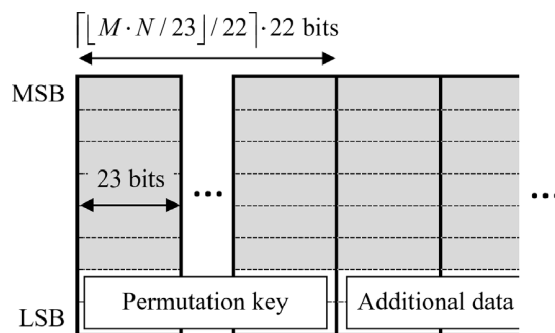 ⌈⌊M·N/23⌋/22⌉·22 bits
MSB
23 bits
...
...
Permutation key
Additional data
LSB